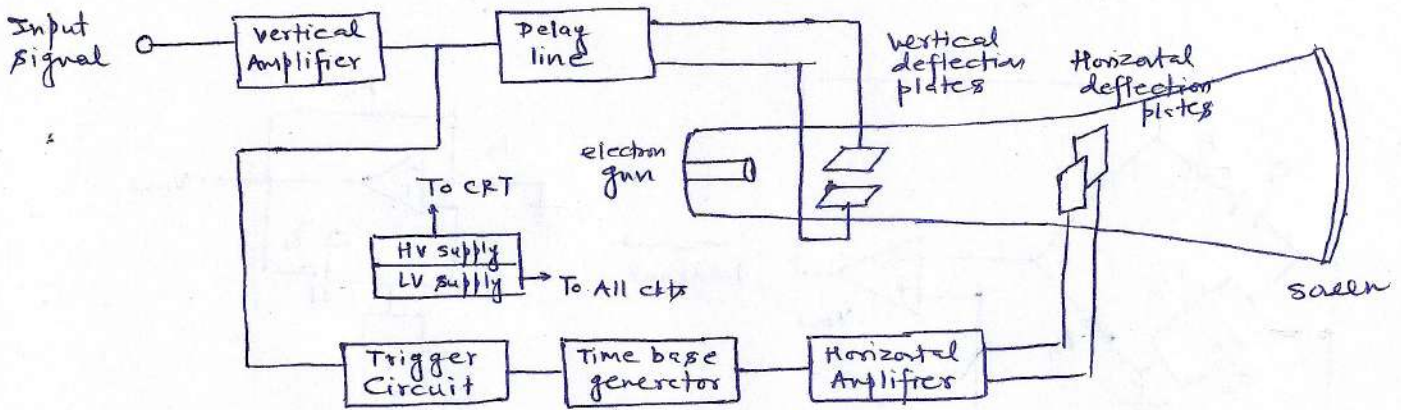 Input
signal
vertical
Amplifier
Delay
line
vertical
deflection
plates
Horizontal
deflection
plates
electron
gun
To CRT
HV supply
LV supply
To All ckts
screen
Trigger
Circuit
Time base
generctor
Horizontal
Amplifier